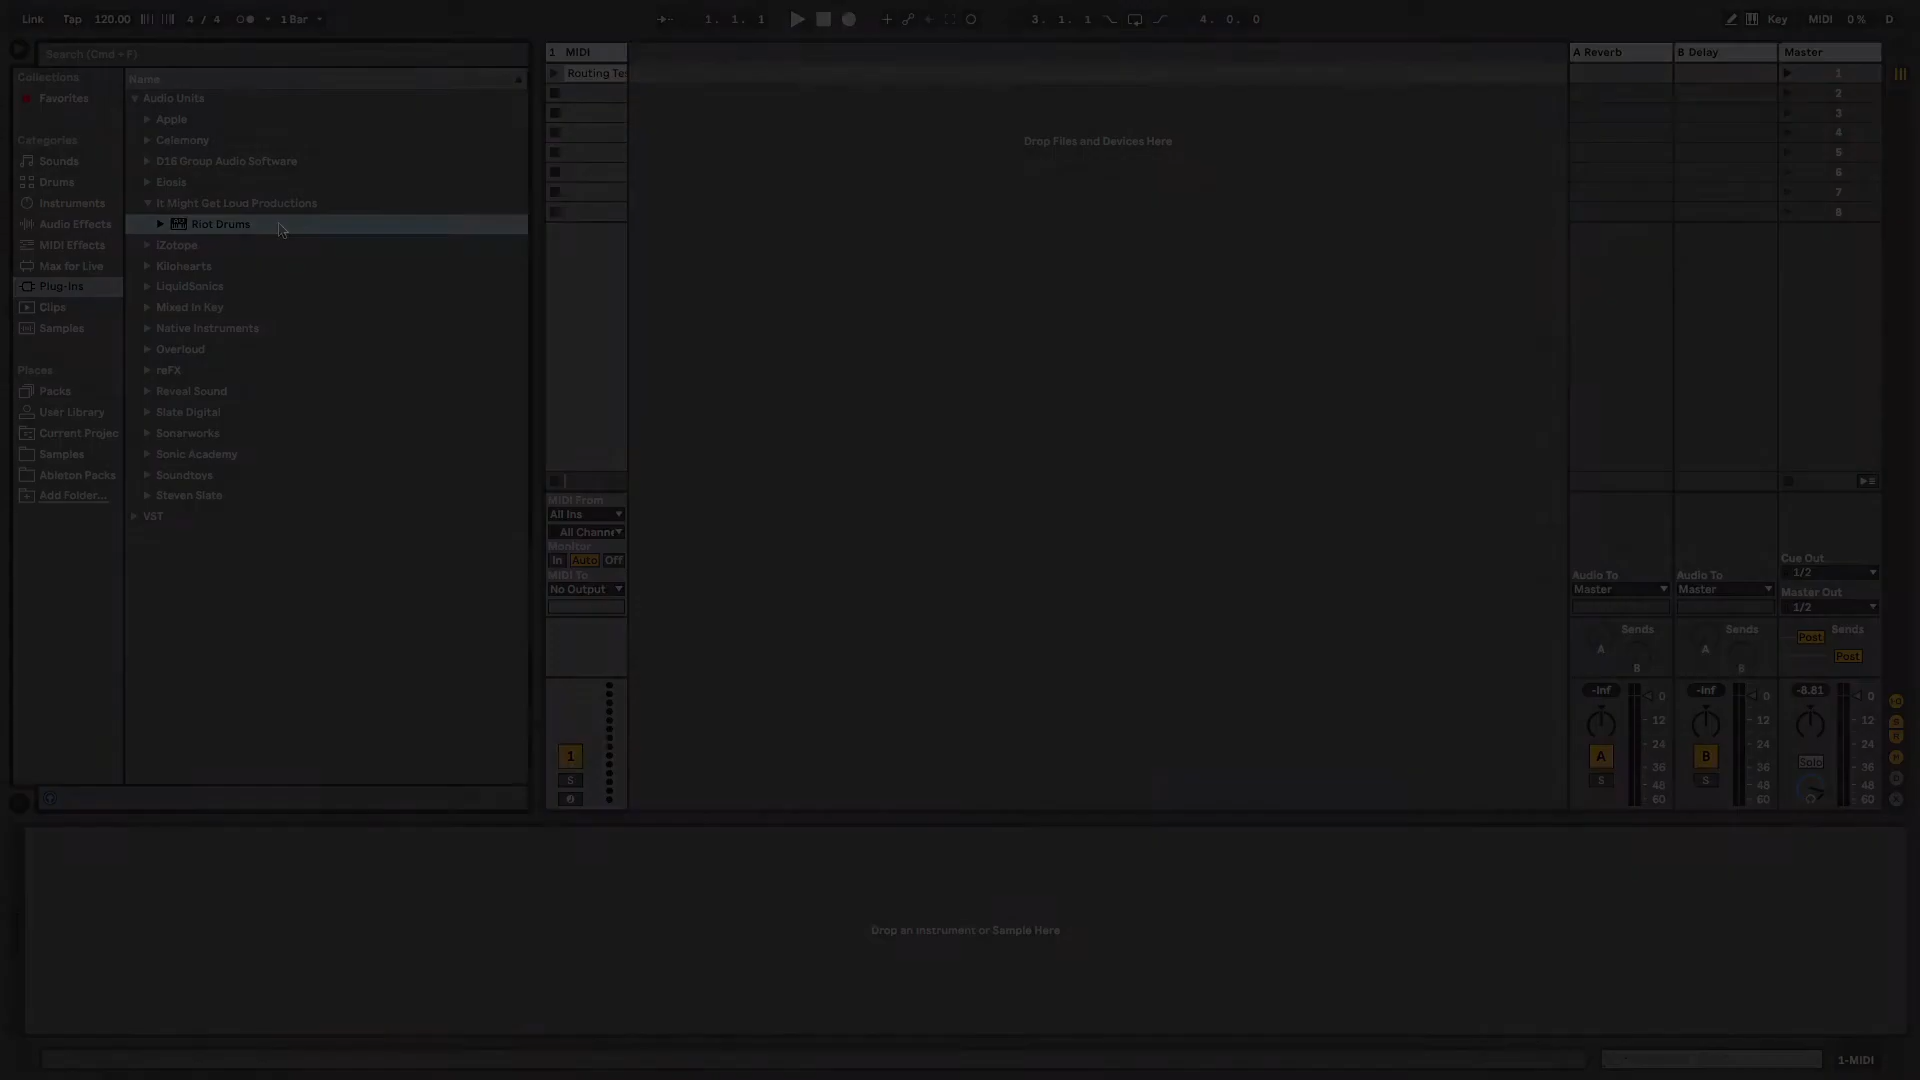 Link Tap 120.00 4 / 4 1 Bar 1. 1. 1 3. 1. 1 4. 0. 0 Key MIDI 0 % D
Search (Cmd + F)
Collections
Favorites
Categories
Sounds
Drums
Instruments
Audio Effects
MIDI Effects
Max for Live
Plug-Ins
Clips
Samples
Places
Packs
User Library
Current Projec
Samples
Ableton Packs
Add Folder...
Name
Audio Units
Apple
Celemony
D16 Group Audio Software
Eiosis
It Might Get Loud Productions
Riot Drums
iZotope
Kilohearts
LiquidSonics
Mixed In Key
Native Instruments
Overloud
reFX
Reveal Sound
Slate Digital
Sonarworks
Sonic Academy
Soundtoys
Steven Slate
VST
1 MIDI
Routing Te
MIDI From
All Ins
All Chann
Monitor
In Auto Off
MIDI To
No Output
1
S
Drop Files and Devices Here
A Reverb
Audio To
Master
Sends
A
B
-Inf
0
12
24
36
48
60
A
S
B Delay
Audio To
Master
Sends
A
B
-Inf
0
12
24
36
48
60
B
S
Master
1
2
3
4
5
6
7
8
Cue Out
1/2
Master Out
1/2
Sends
Post
Post
-8.81
0
12
24
36
48
60
Solo
Drop an Instrument or Sample Here
1-MIDI